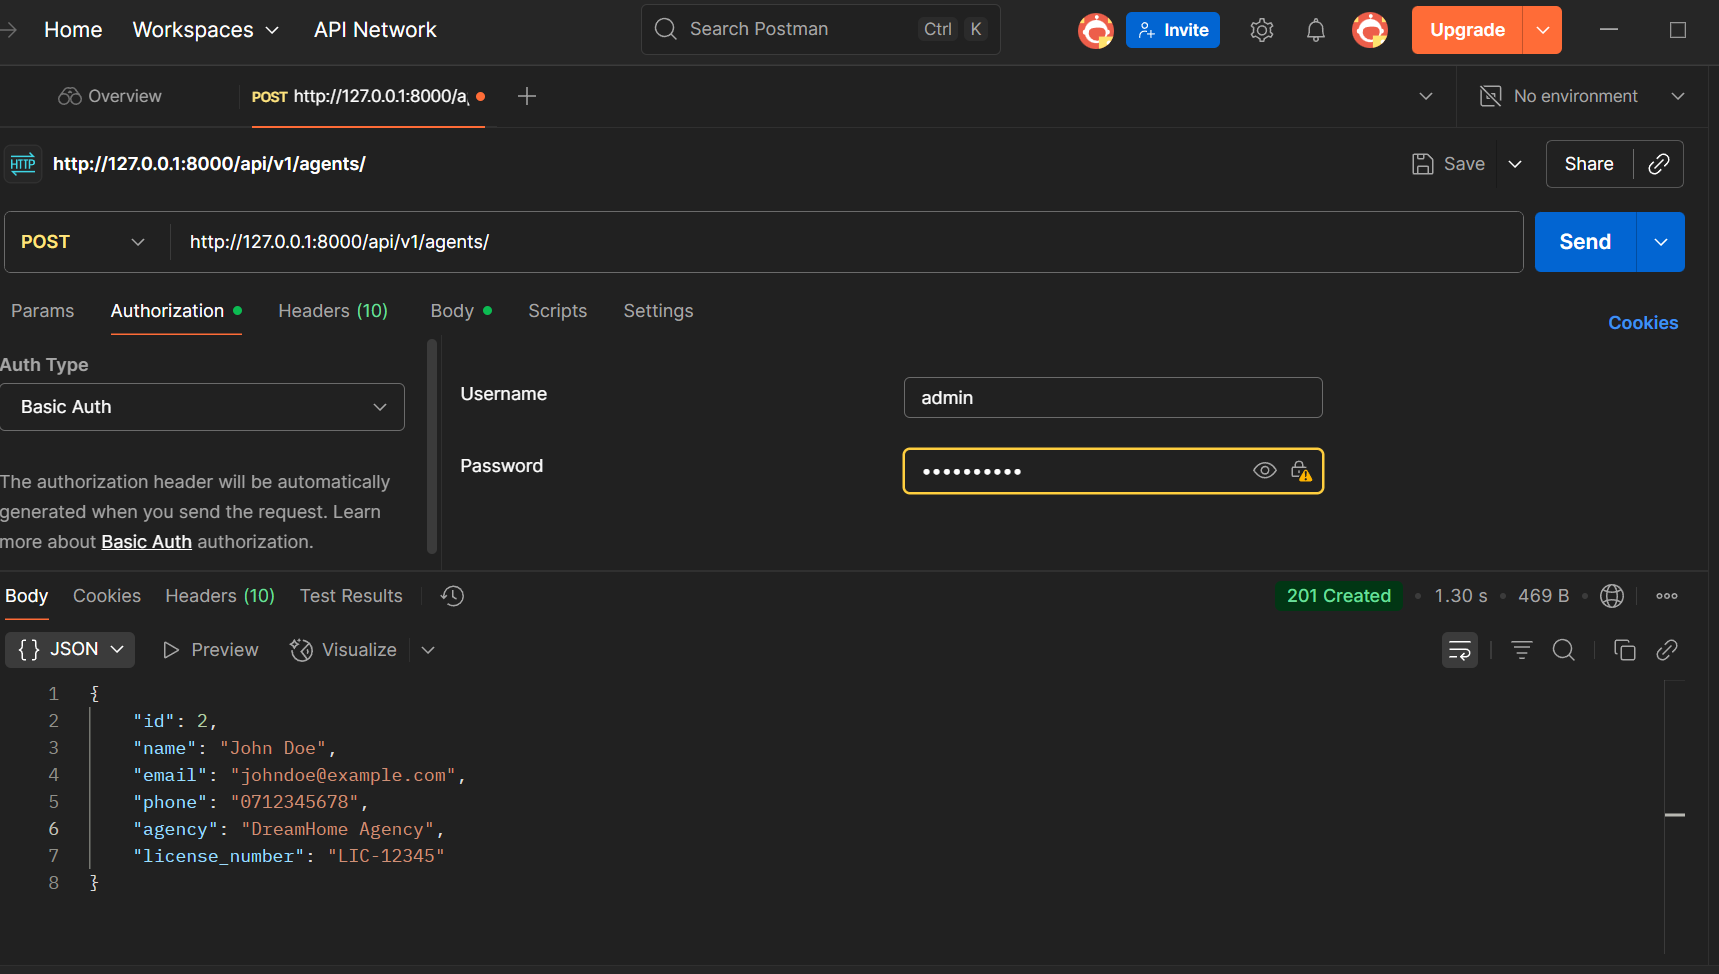 Home Workspaces API Network Search Postman Ctrl K Invite Upgrade
Overview POST http://127.0.0.1:8000/a No environment
HTTP http://127.0.0.1:8000/api/v1/agents/ Save Share
POST http://127.0.0.1:8000/api/v1/agents/ Send
Params Authorization Headers (10) Body Scripts Settings Cookies
Auth Type
Basic Auth
The authorization header will be automatically
generated when you send the request. Learn
more about Basic Auth authorization.
Username admin
Password ••••••••••
Body Cookies Headers (10) Test Results 201 Created • 1.30 s • 469 B •
{} JSON Preview Visualize
1 {
2 "id": 2,
3 "name": "John Doe",
4 "email": "johndoe@example.com",
5 "phone": "0712345678",
6 "agency": "DreamHome Agency",
7 "license_number": "LIC-12345"
8 }